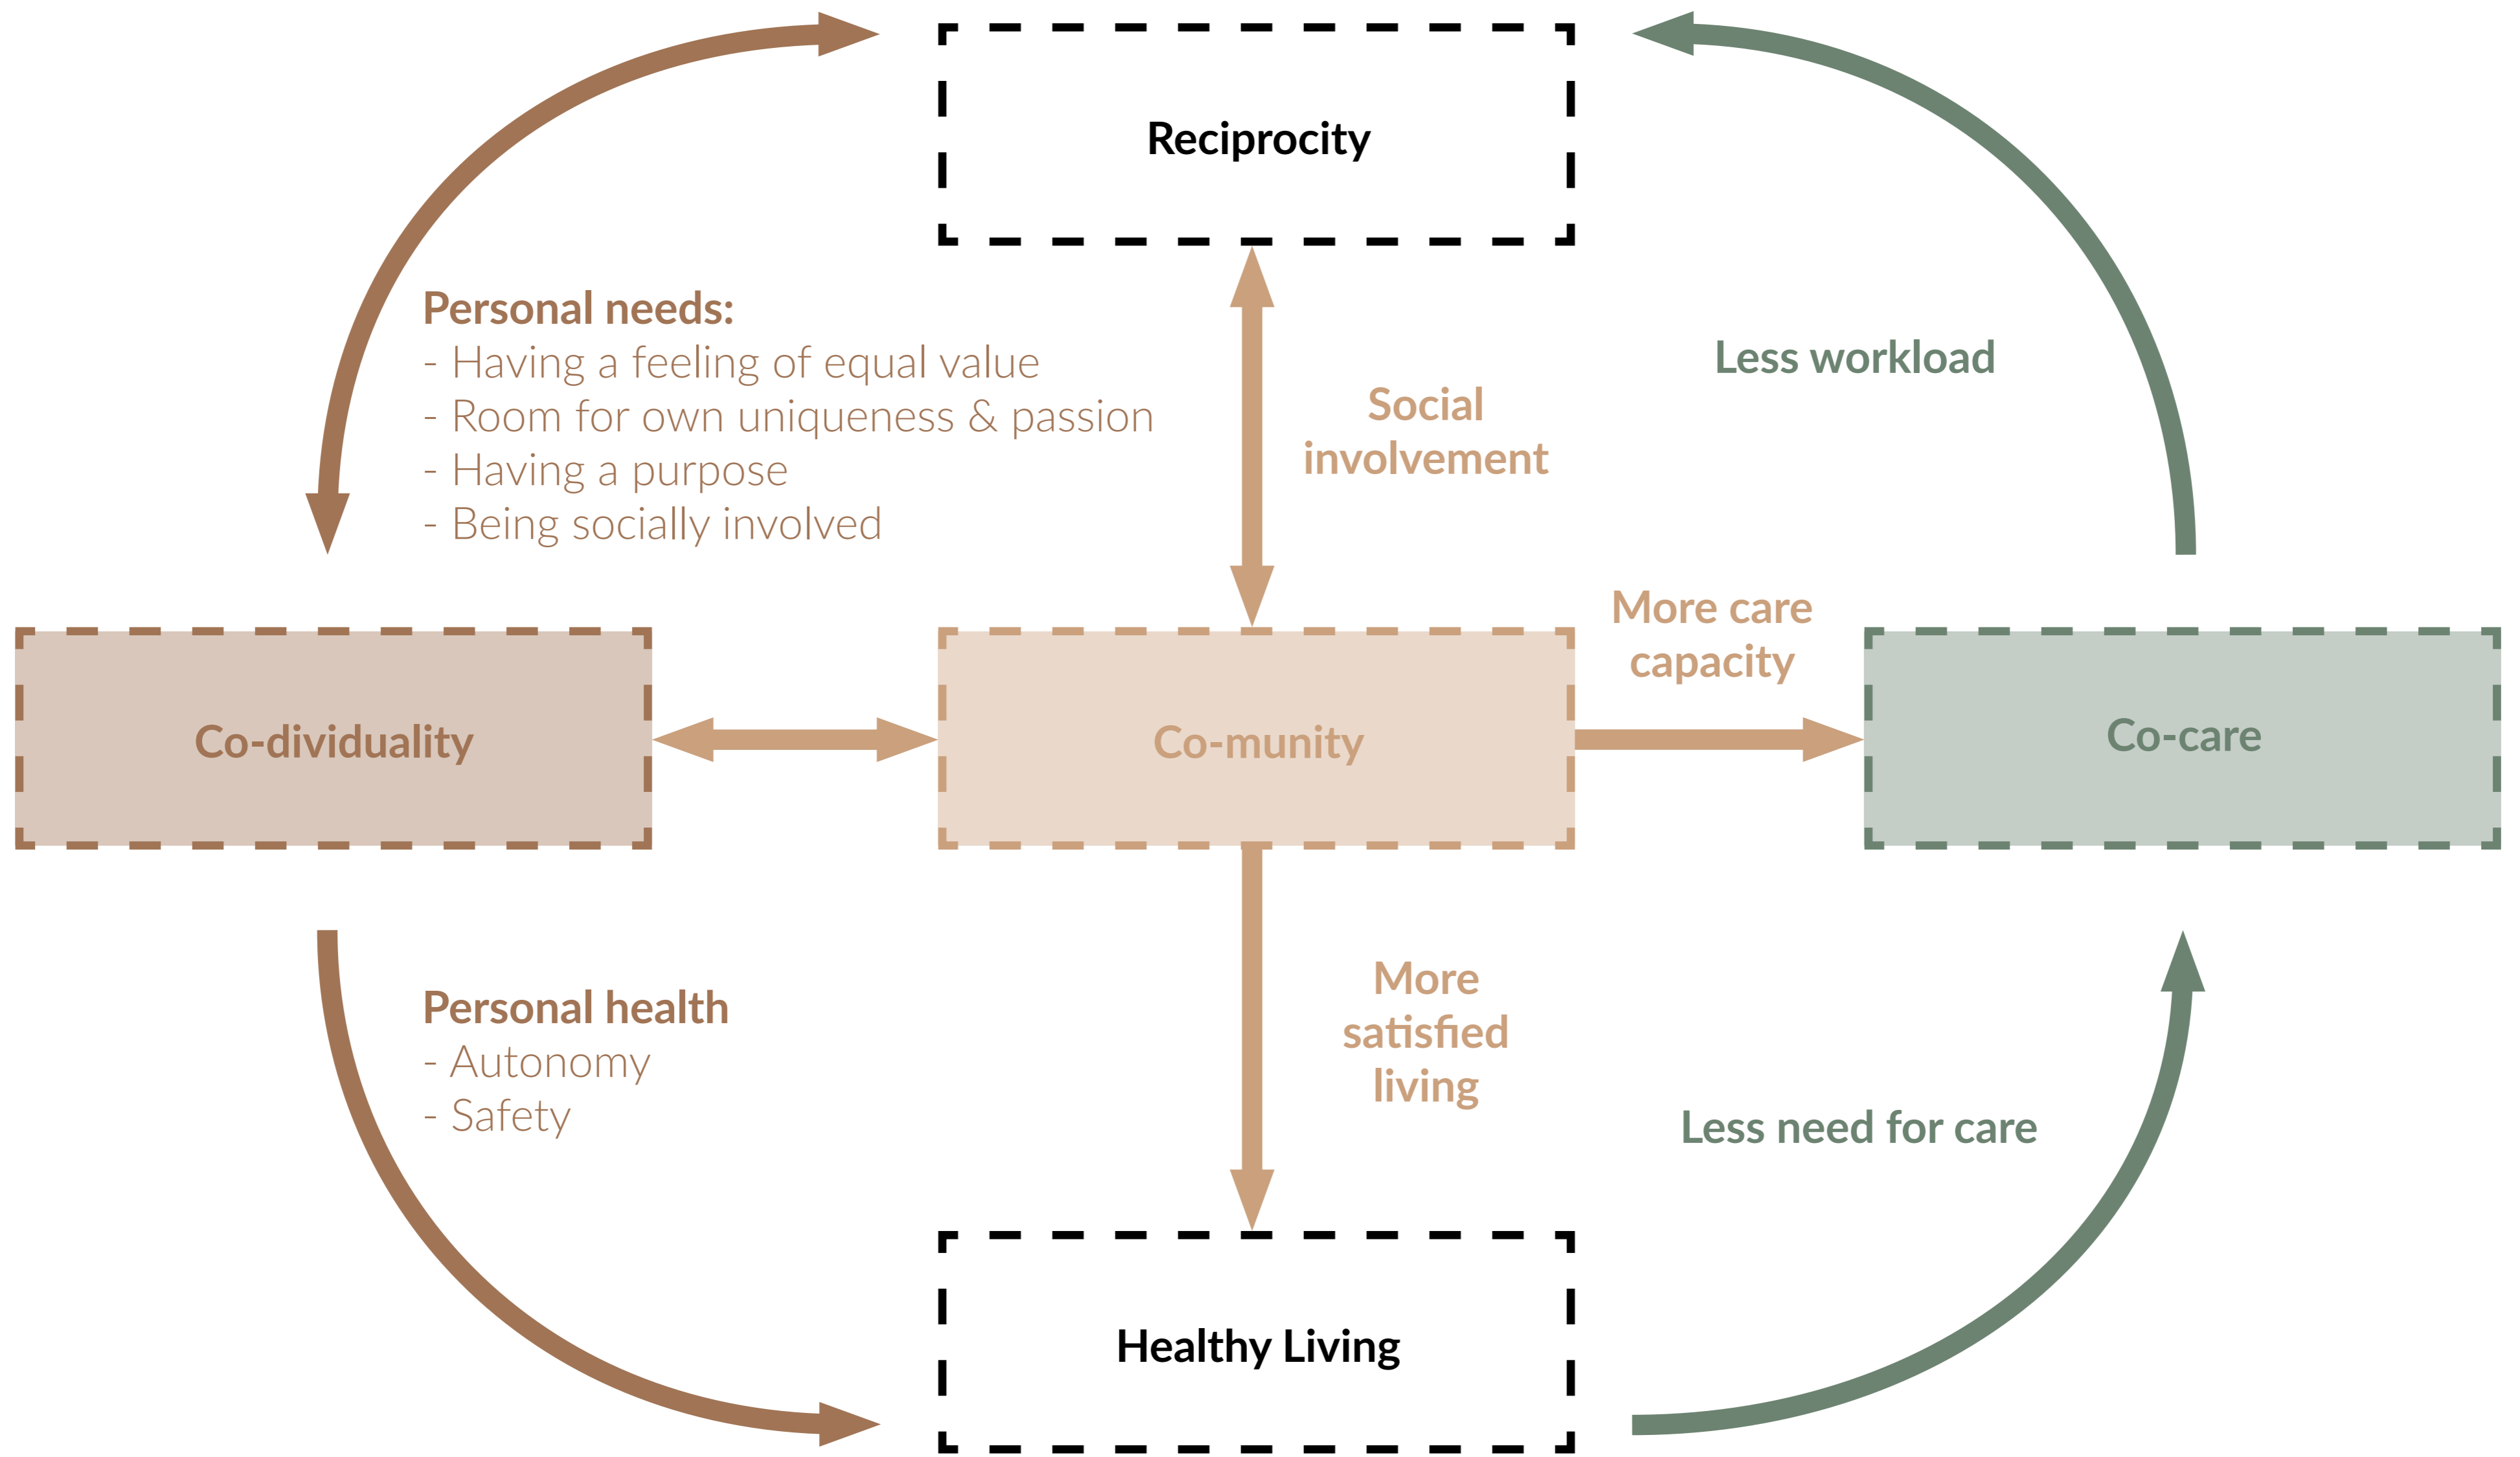 Reciprocity
Personal needs:
- Having a feeling of equal value
- Room for own uniqueness & passion
- Having a purpose
- Being socially involved
Social
involvement
Less workload
More care
capacity
Co-dividuality
Co-munity
Co-care
Personal health
- Autonomy
- Safety
More
satisfied
living
Less need for care
Healthy Living